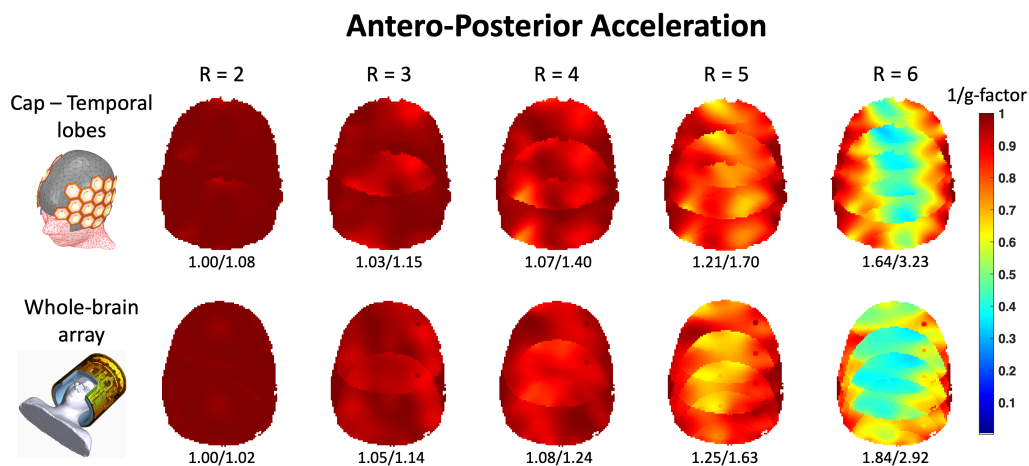 Antero-Posterior Acceleration
R = 2 R = 3 R = 4 R = 5 R = 6
1/g-factor
Cap – Temporal
lobes
1.00/1.08 1.03/1.15 1.07/1.40 1.21/1.70 1.64/3.23
Whole-brain
array
1.00/1.02 1.05/1.14 1.08/1.24 1.25/1.63 1.84/2.92
1
0.9
0.8
0.7
0.6
0.5
0.4
0.3
0.2
0.1